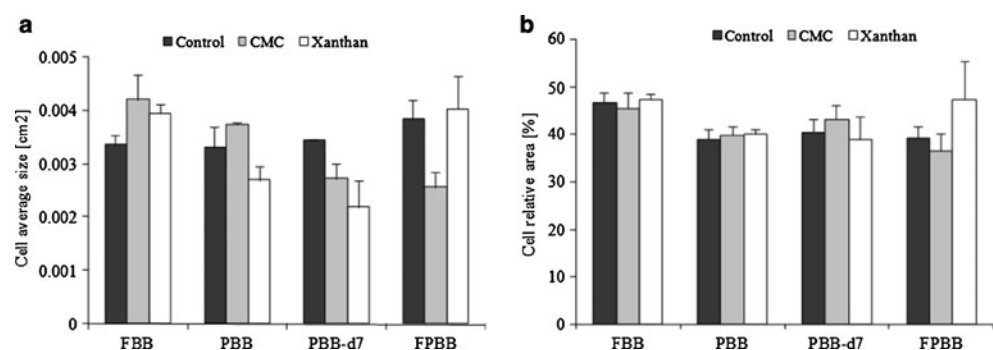 a
Control CMC Xanthan
Cell average size [cm2]
0.005
0.004
0.003
0.002
0.001
0
FBB PBB PBB-d7 FPBB
b
Control CMC Xanthan
Cell relative area [%]
60
50
40
30
20
10
0
FBB PBB PBB-d7 FPBB